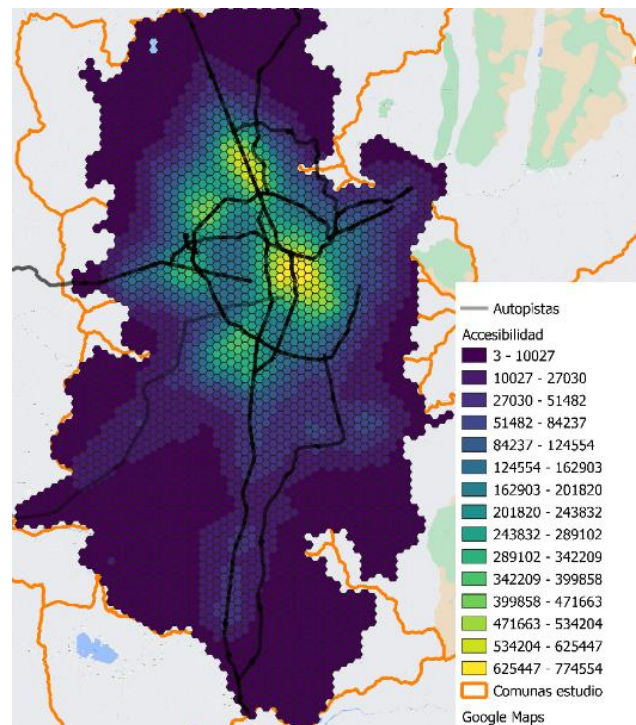 Autopistas
Accesibilidad
3 - 10027
10027 - 27030
27030 - 51482
51482 - 84237
84237 - 124554
124554 - 162903
162903 - 201820
201820 - 243832
243832 - 289102
289102 - 342209
342209 - 399858
399858 - 471663
471663 - 534204
534204 - 625447
625447 - 774554
Comunas estudio
Google Maps